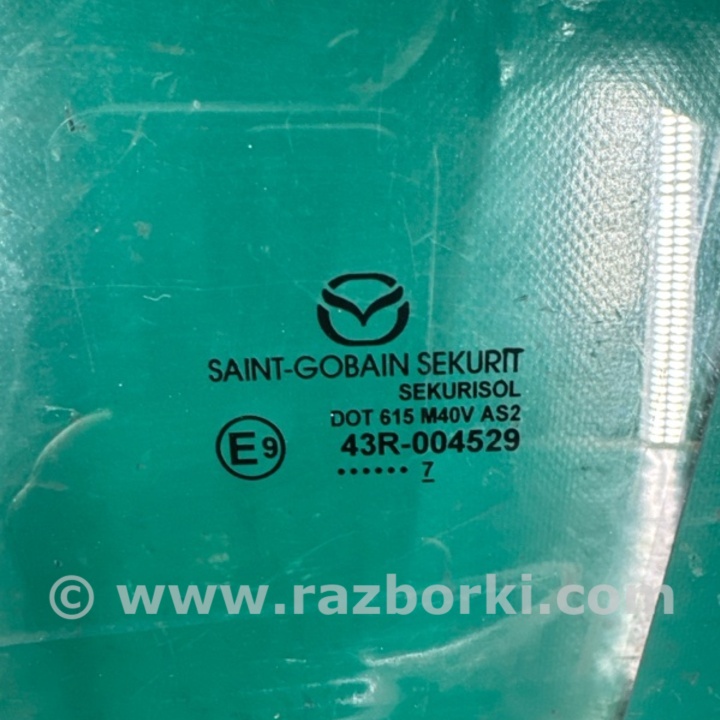 SAINT-GOBAIN SEKURIT
SEKURISOL
DOT 615 M40V AS2
E9 43R-004529
...... 7
© www.razborki.com